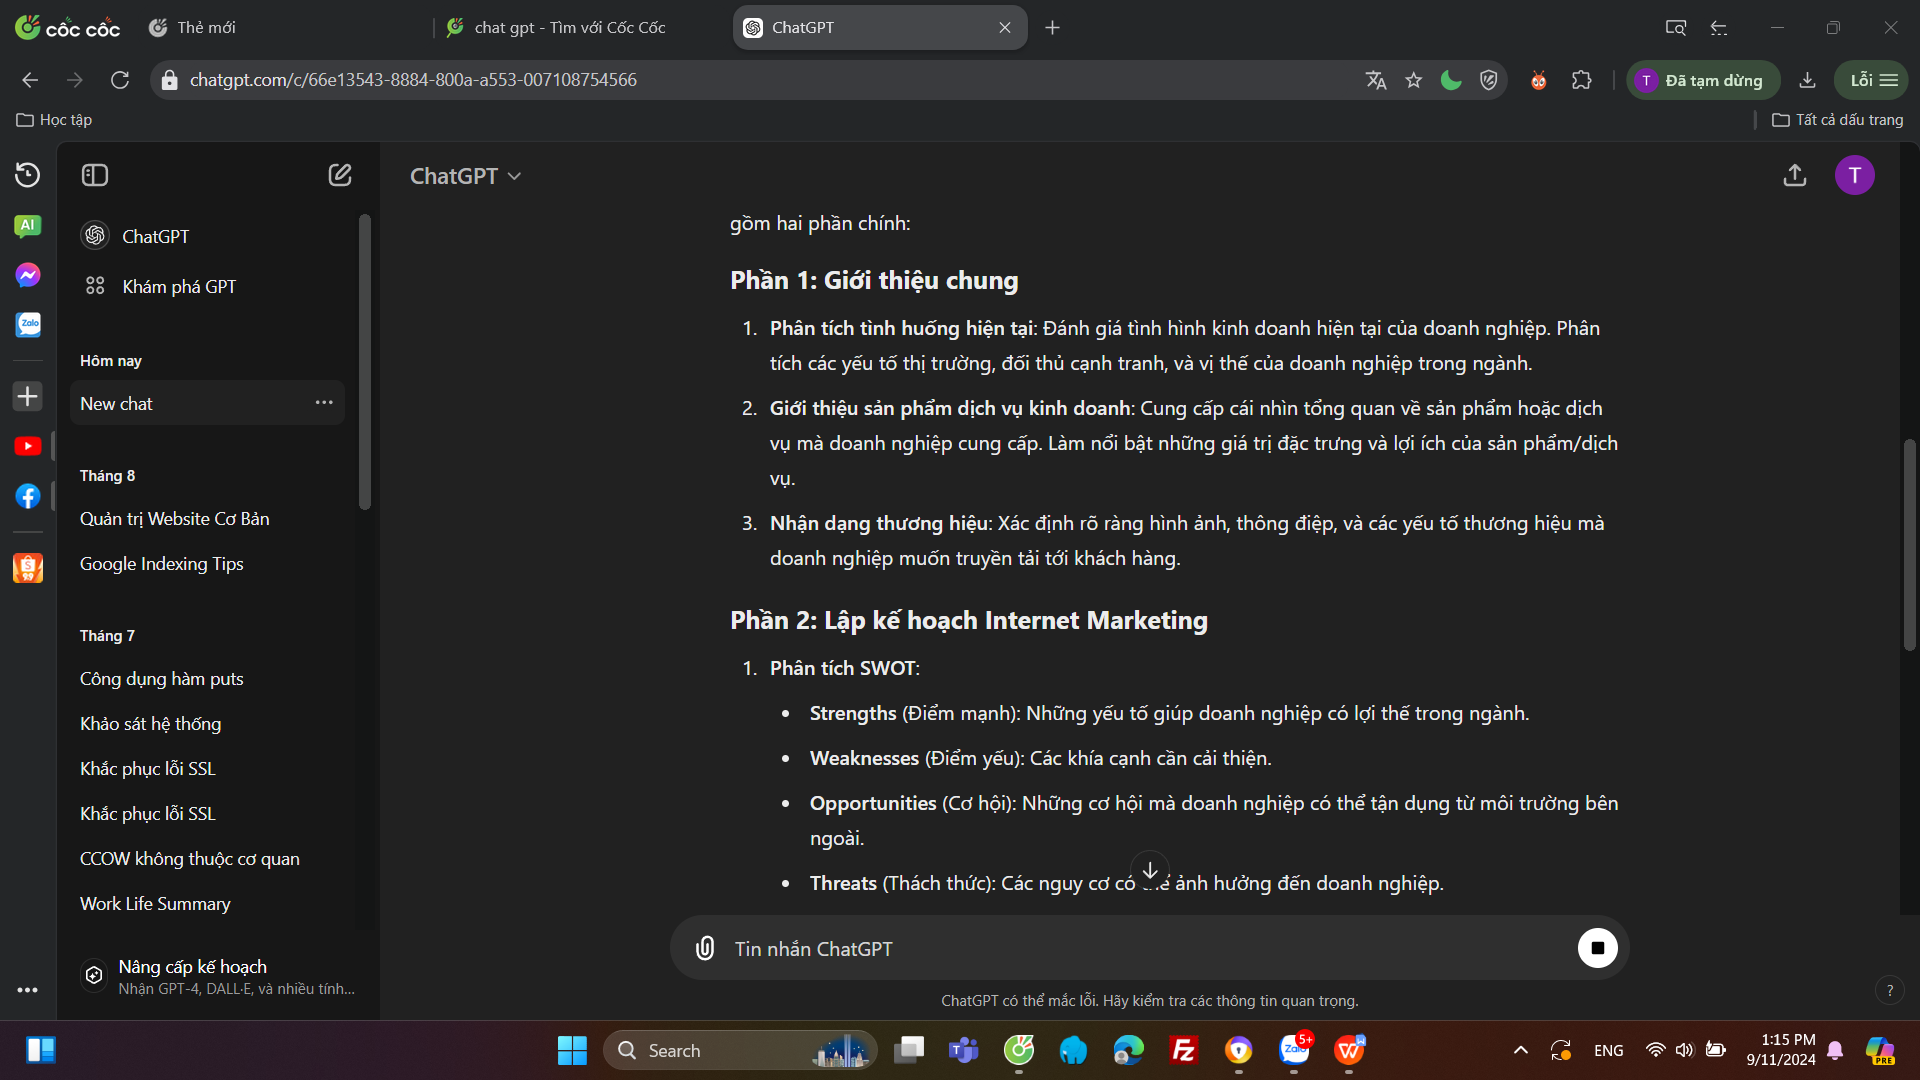 cốc cốc
Thẻ mới
chat gpt - Tìm với Cốc Cốc
ChatGPT
chatgpt.com/c/66e13543-8884-800a-a553-007108754566
T
Đã tạm dừng
Lỗi
Học tập
Tất cả dấu trang
AI
Zalo
ChatGPT
Khám phá GPT
Hôm nay
New chat
Tháng 8
Quản trị Website Cơ Bản
Google Indexing Tips
Tháng 7
Công dụng hàm puts
Khảo sát hệ thống
Khắc phục lỗi SSL
Khắc phục lỗi SSL
CCOW không thuộc cơ quan
Work Life Summary
Nâng cấp kế hoạch
Nhận GPT-4, DALL·E, và nhiều tính...
ChatGPT
T
gồm hai phần chính:
Phần 1: Giới thiệu chung
1. Phân tích tình huống hiện tại: Đánh giá tình hình kinh doanh hiện tại của doanh nghiệp. Phân
tích các yếu tố thị trường, đối thủ cạnh tranh, và vị thế của doanh nghiệp trong ngành.
2. Giới thiệu sản phẩm dịch vụ kinh doanh: Cung cấp cái nhìn tổng quan về sản phẩm hoặc dịch
vụ mà doanh nghiệp cung cấp. Làm nổi bật những giá trị đặc trưng và lợi ích của sản phẩm/dịch
vụ.
3. Nhận dạng thương hiệu: Xác định rõ ràng hình ảnh, thông điệp, và các yếu tố thương hiệu mà
doanh nghiệp muốn truyền tải tới khách hàng.
Phần 2: Lập kế hoạch Internet Marketing
1. Phân tích SWOT:
• Strengths (Điểm mạnh): Những yếu tố giúp doanh nghiệp có lợi thế trong ngành.
• Weaknesses (Điểm yếu): Các khía cạnh cần cải thiện.
• Opportunities (Cơ hội): Những cơ hội mà doanh nghiệp có thể tận dụng từ môi trường bên
ngoài.
• Threats (Thách thức): Các nguy cơ có thể ảnh hưởng đến doanh nghiệp.
Tin nhắn ChatGPT
ChatGPT có thể mắc lỗi. Hãy kiểm tra các thông tin quan trọng.
?
Search
Zalo
5+
ENG
1:15 PM
9/11/2024
PRE